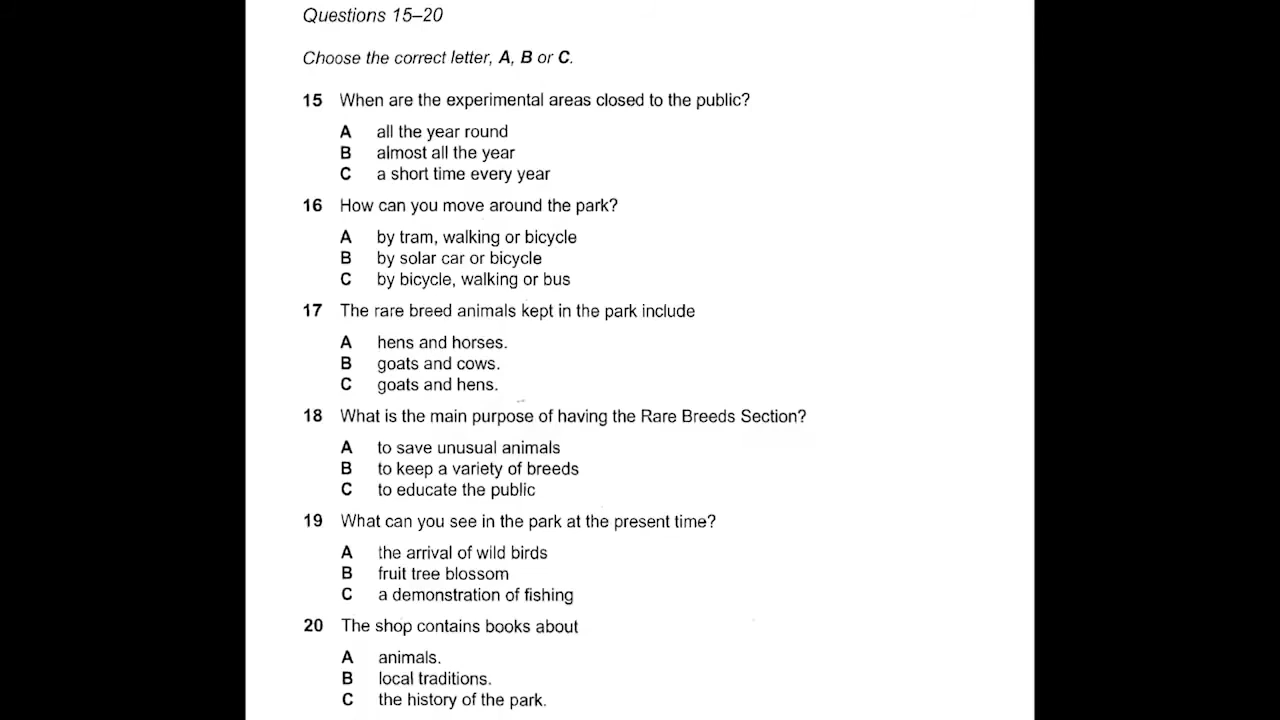 Questions 15–20
Choose the correct letter, A, B or C.
15 When are the experimental areas closed to the public?
A all the year round
B almost all the year
C a short time every year
16 How can you move around the park?
A by tram, walking or bicycle
B by solar car or bicycle
C by bicycle, walking or bus
17 The rare breed animals kept in the park include
A hens and horses.
B goats and cows.
C goats and hens.
18 What is the main purpose of having the Rare Breeds Section?
A to save unusual animals
B to keep a variety of breeds
C to educate the public
19 What can you see in the park at the present time?
A the arrival of wild birds
B fruit tree blossom
C a demonstration of fishing
20 The shop contains books about
A animals.
B local traditions.
C the history of the park.